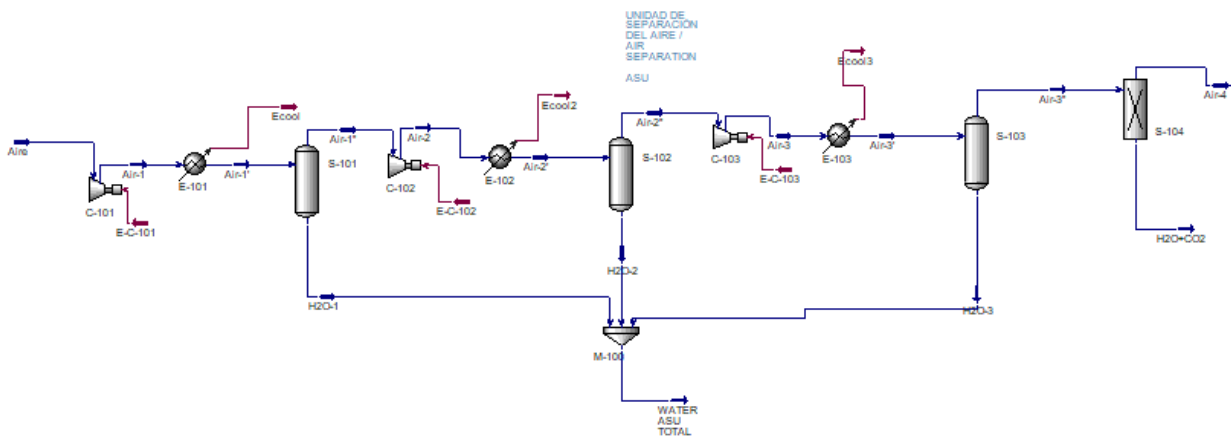 UNIDAD DE
SEPARACIÓN
DEL AIRE /
AIR
SEPARATION
ASU
Aire
C-101
E-C-101
Air-1
E-101
Air-1'
Ecool
S-101
H2O-1
Air-1"
C-102
E-C-102
Air-2
E-102
Air-2'
Ecool2
S-102
H2O-2
Air-2"
C-103
E-C-103
Air-3
E-103
Air-3'
Ecool3
S-103
H2O-3
Air-3"
S-104
Air-4
H2O+CO2
M-100
WATER
ASU
TOTAL